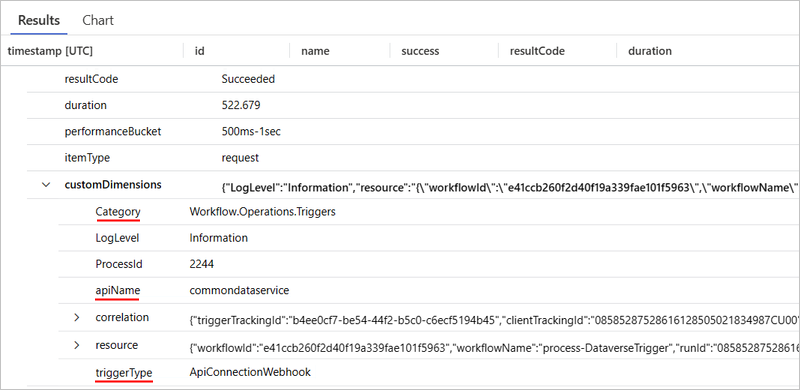 Results Chart
timestamp [UTC] id name success resultCode duration
resultCode Succeeded
duration 522.679
performanceBucket 500ms-1sec
itemType request
customDimensions {"LogLevel":"Information","resource":"{\"workflowId\":\"e41ccb260f2d40f19a339fae101f5963\",\"workflowName\"
Category Workflow.Operations.Triggers
LogLevel Information
ProcessId 2244
apiName commondataservice
correlation {"triggerTrackingId":"b4ee0cf7-be54-44f2-b5c0-c6ecf5194b45","clientTrackingId":"08585287528616128505021834987CU00"
resource {"workflowId":"e41ccb260f2d40f19a339fae101f5963","workflowName":"process-DataverseTrigger","runId":"08585287528616
triggerType ApiConnectionWebhook